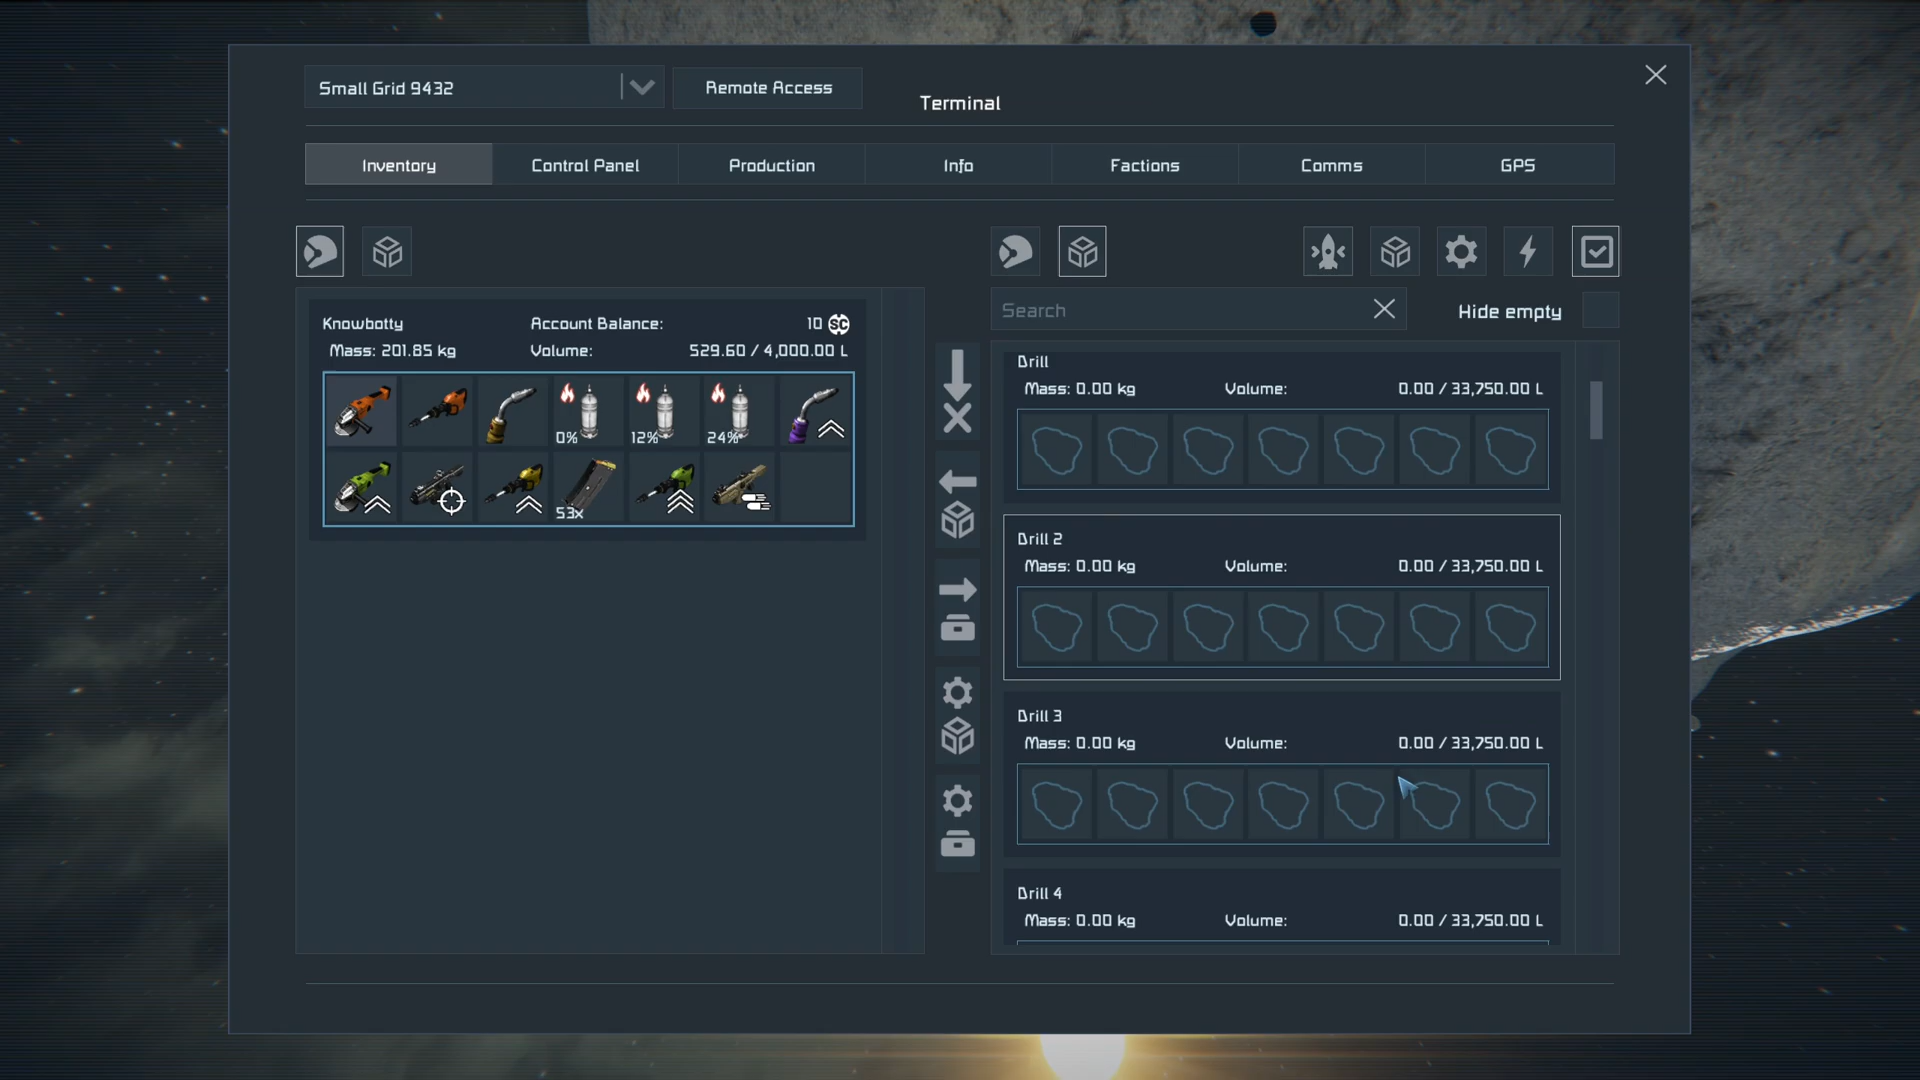 Small Grid 9432
Remote Access
Terminal
Inventory
Control Panel
Production
Info
Factions
Comms
GPS
Knowbotty
Account Balance:
10 SC
Mass: 201.85 kg
Volume:
529.60 / 4,000.00 L
0%
12%
24%
53x
Search
Hide empty
Drill
Mass: 0.00 kg
Volume:
0.00 / 33,750.00 L
Drill 2
Mass: 0.00 kg
Volume:
0.00 / 33,750.00 L
Drill 3
Mass: 0.00 kg
Volume:
0.00 / 33,750.00 L
Drill 4
Mass: 0.00 kg
Volume:
0.00 / 33,750.00 L